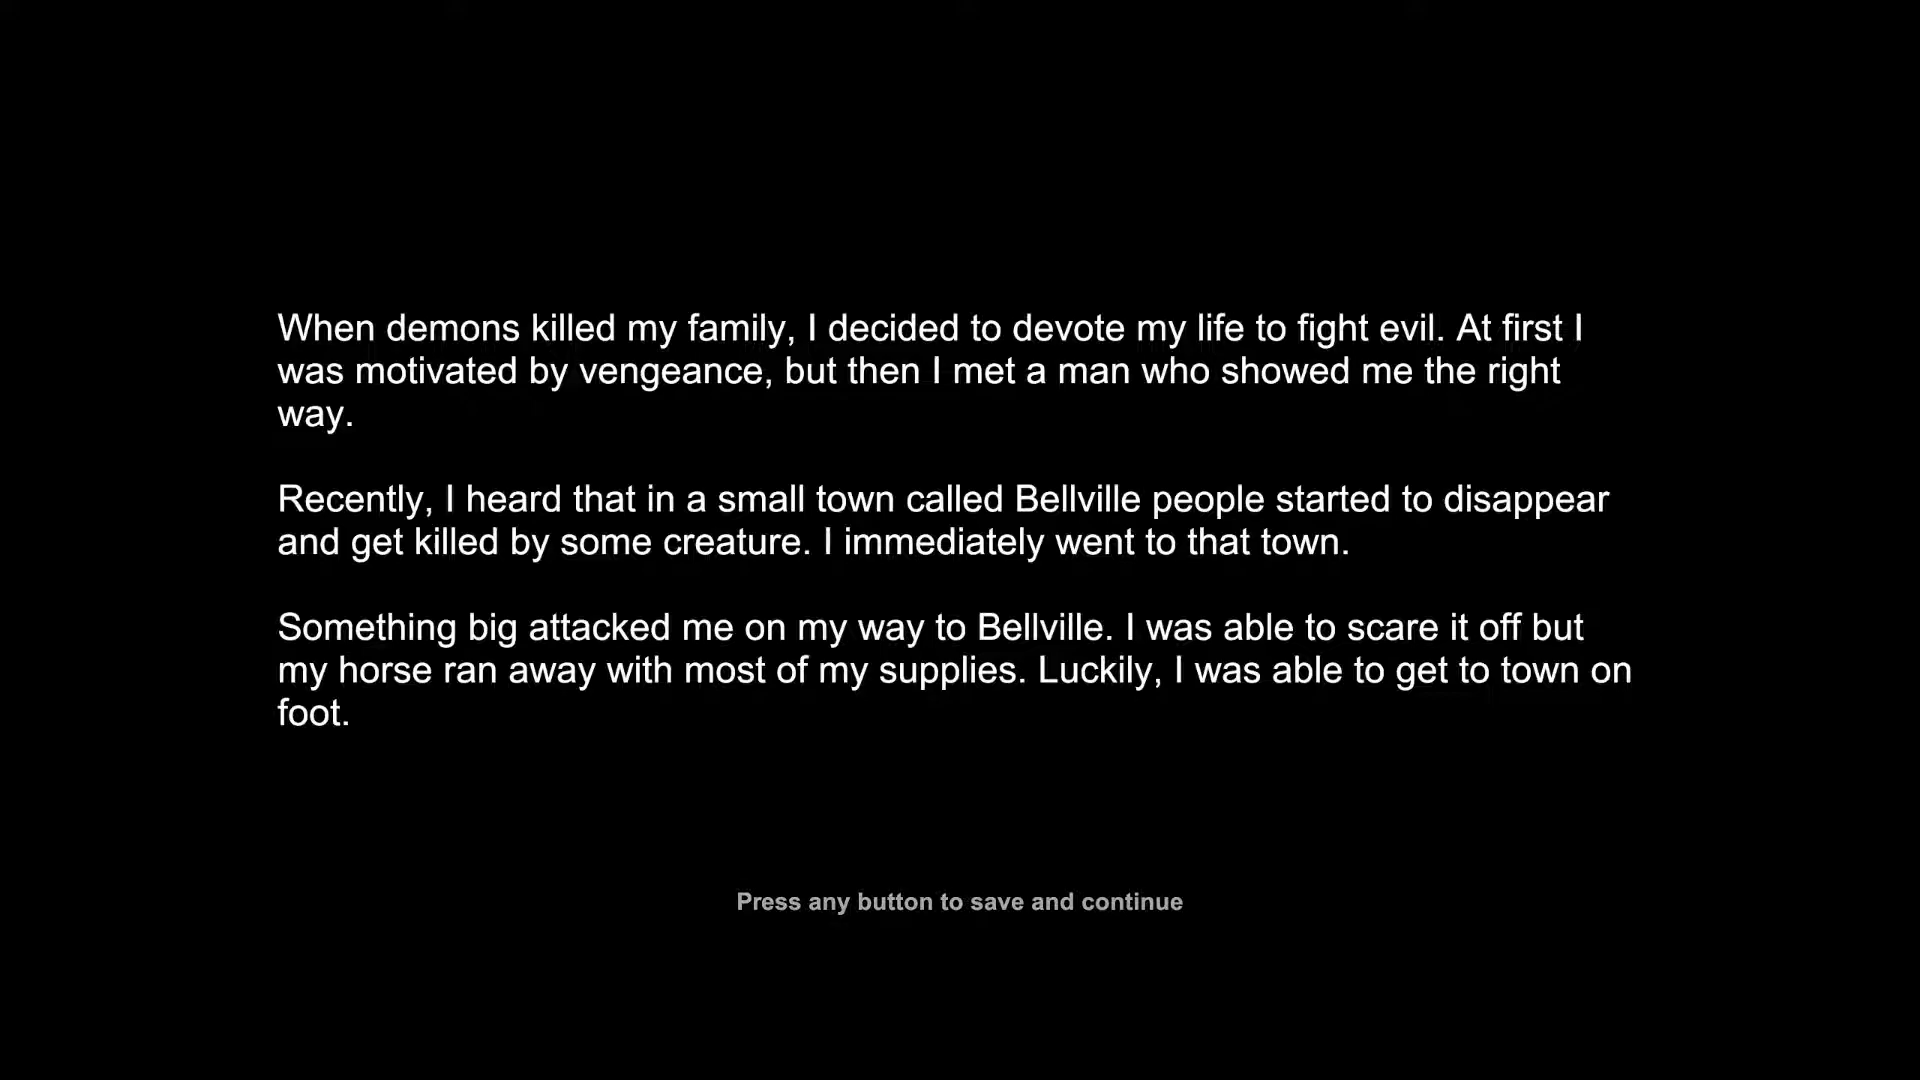 When demons killed my family, I decided to devote my life to fight evil. At first I
was motivated by vengeance, but then I met a man who showed me the right
way.
Recently, I heard that in a small town called Bellville people started to disappear
and get killed by some creature. I immediately went to that town.
Something big attacked me on my way to Bellville. I was able to scare it off but
my horse ran away with most of my supplies. Luckily, I was able to get to town on
foot.
Press any button to save and continue